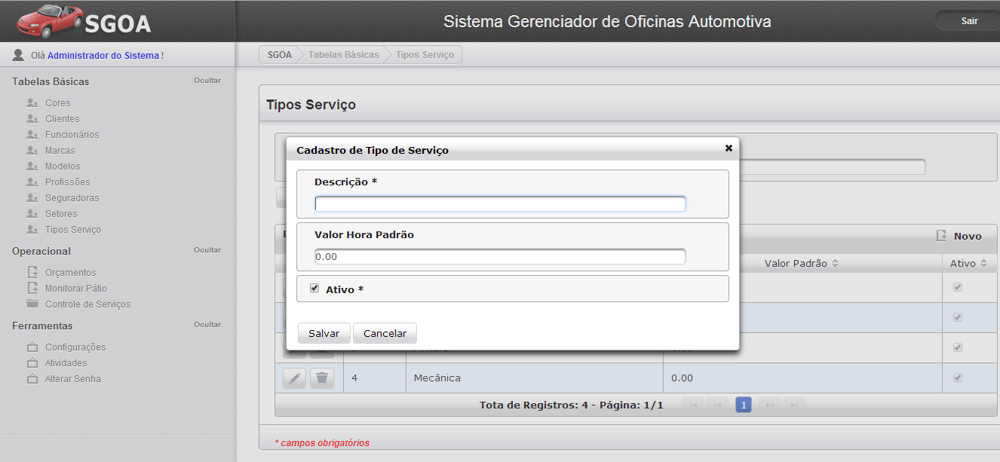 SGOA
Sistema Gerenciador de Oficinas Automotiva
Sair
Olá Administrador do Sistema !
SGOA Tabelas Básicas Tipos Serviço
Tabelas Básicas Ocultar
Cores
Clientes
Funcionários
Marcas
Modelos
Profissões
Seguradoras
Setores
Tipos Serviço
Operacional Ocultar
Orçamentos
Monitorar Pátio
Controle de Serviços
Ferramentas Ocultar
Configurações
Atividades
Alterar Senha
Tipos Serviço
Cadastro de Tipo de Serviço
Descrição *
Valor Hora Padrão
0.00
Ativo *
Salvar Cancelar
Novo
Valor Padrão Ativo
4 Mecânica 0.00
Tota de Registros: 4 - Página: 1/1 1
* campos obrigatórios